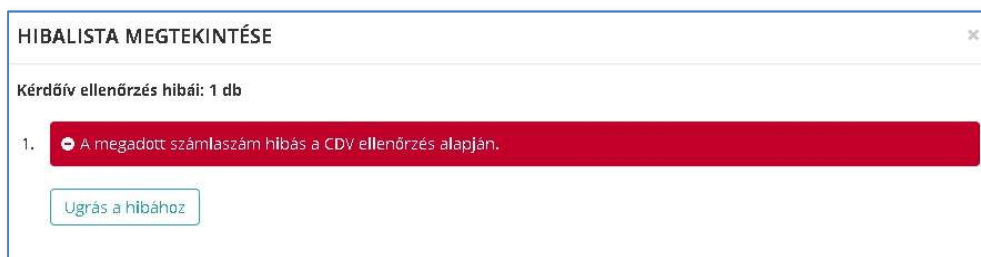 HIBALISTA MEGTEKINTÉSE ×
Kérdőív ellenőrzés hibái: 1 db
1. A megadott számlaszám hibás a CDV ellenőrzés alapján.
Ugrás a hibához